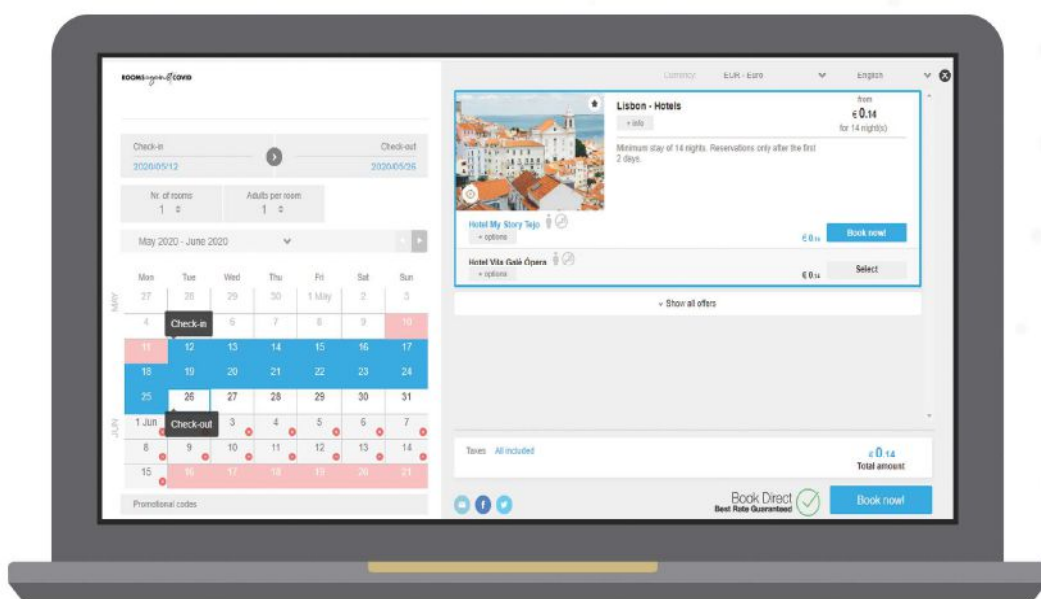 ROOMS against COVID
Currency: EUR - Euro English
Check-in Check-out
2020/05/12 2020/05/26
Nr. of rooms Adults per room
1 1
May 2020 - June 2020
Mon Tue Wed Thu Fri Sat Sun
MAY
27 28 29 30 1 May 2 3
4 Check-in 6 7 8 9 10
11 12 13 14 15 16 17
18 19 20 21 22 23 24
25 26 27 28 29 30 31
JUN
1 Jun Check-out 3 4 5 6 7
8 9 10 11 12 13 14
15 16 17 18 19 20 21
Promotional codes
Lisbon - Hotels
+ info
from
€ 0.14
for 14 night(s)
Minimum stay of 14 nights. Reservations only after the first
2 days.
Hotel My Story Tejo
+ options
€ 0.14 Book now!
Hotel Vila Galé Ópera
+ options
€ 0.14 Select
Show all offers
Taxes All included
€ 0.14
Total amount
Book Direct
Best Rate Guaranteed
Book now!